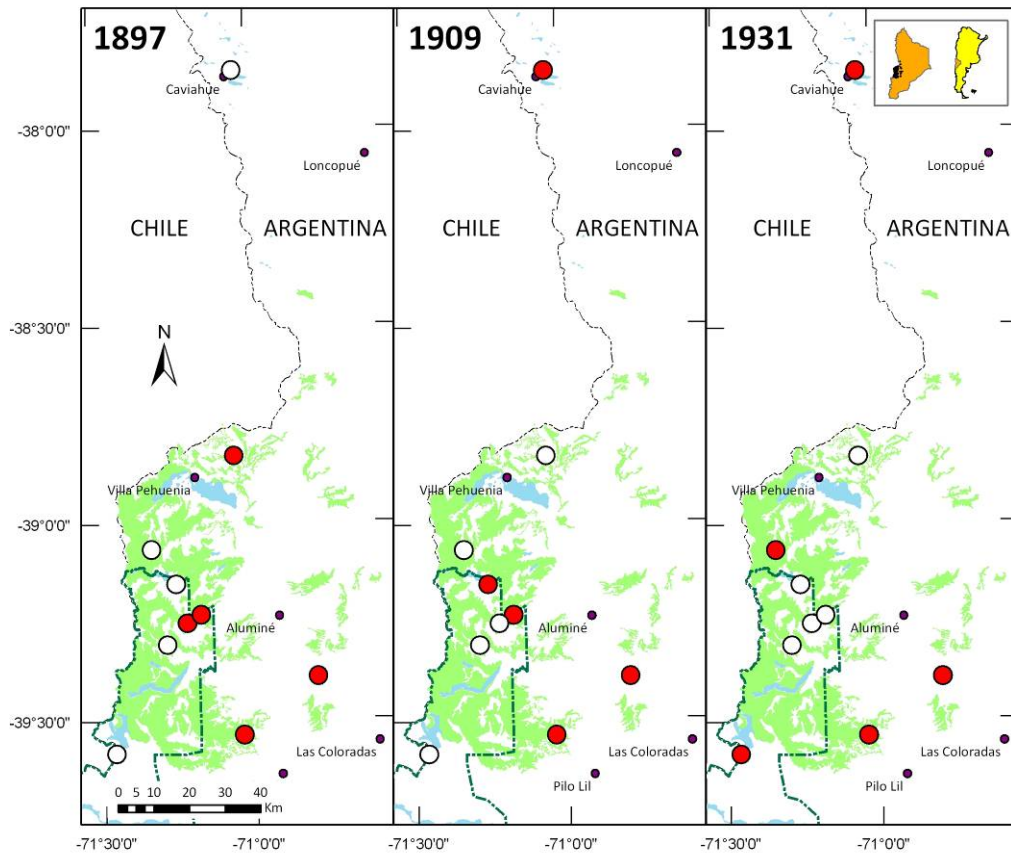 1897
1909
1931
Caviahue
Caviahue
Caviahue
-38°0'0"
Loncopué
Loncopué
Loncopué
CHILE
ARGENTINA
CHILE
ARGENTINA
CHILE
ARGENTINA
-38°30'0"
N
Villa Pehuenia
Villa Pehuenia
Villa Pehuenia
-39°0'0"
Aluminé
Aluminé
Aluminé
-39°30'0"
Las Coloradas
Las Coloradas
Las Coloradas
Pilo Lil
Pilo Lil
0 5 10 20 30 40
Km
-71°30'0"
-71°0'0"
-71°30'0"
-71°0'0"
-71°30'0"
-71°0'0"